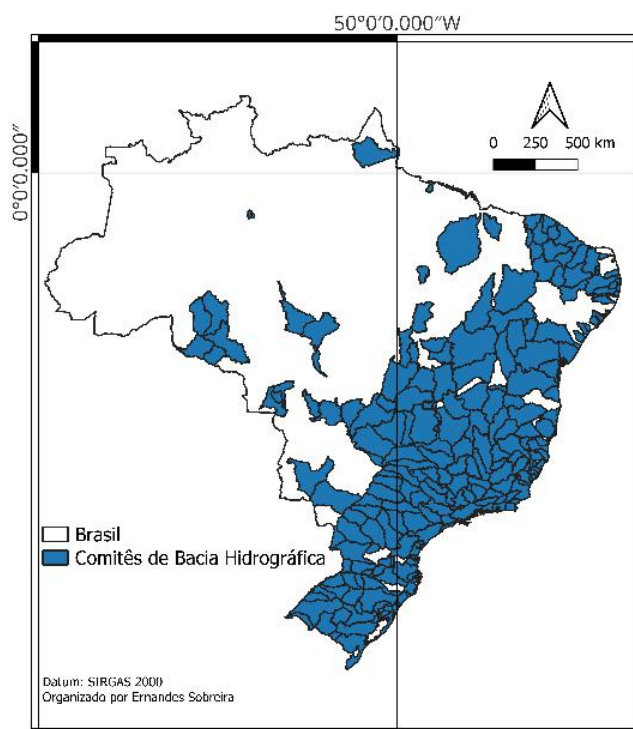 50°0'0.000"W
0°0'0.000"
0 250 500 km
Brasil
Comitês de Bacia Hidrográfica
Datum: SIRGAS 2000
Organizado por Ernandes Sobreira